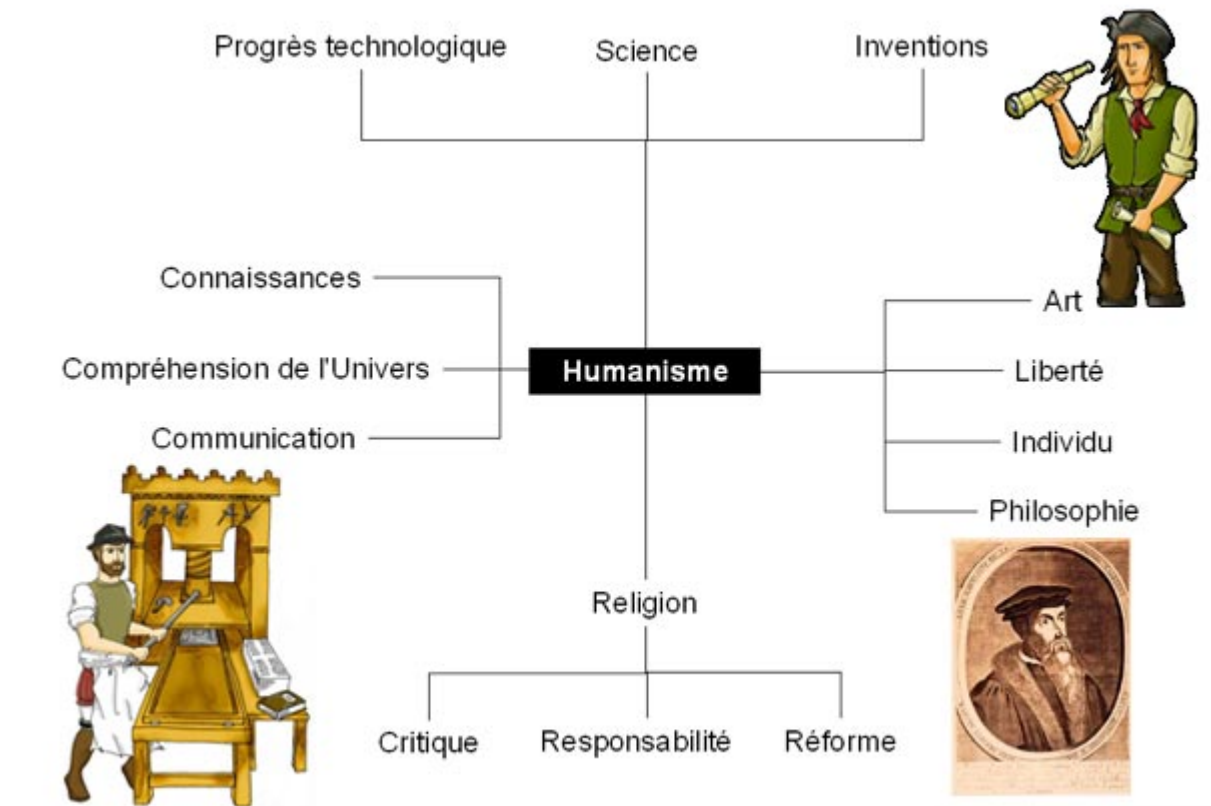 Progrès technologique
Science
Inventions
Connaissances
Compréhension de l'Univers
Communication
Humanisme
Art
Liberté
Individu
Philosophie
Religion
Critique
Responsabilité
Réforme